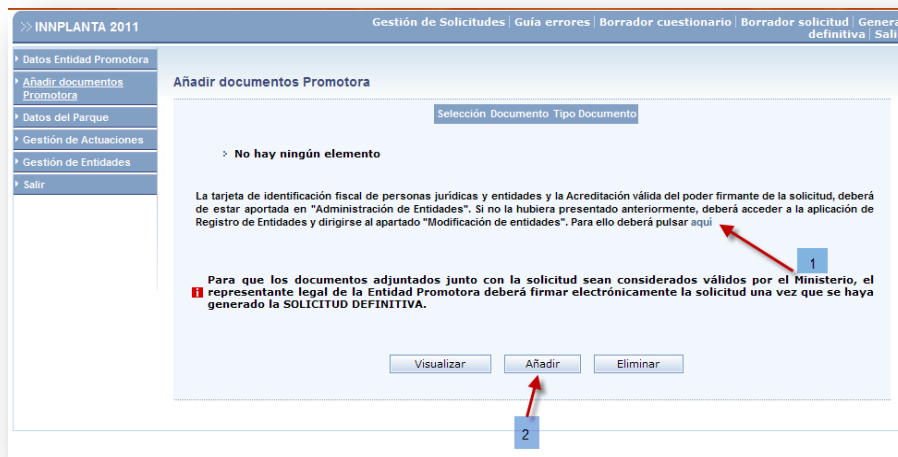 INNPLANTA 2011
Gestión de Solicitudes | Guía errores | Borrador cuestionario | Borrador solicitud |
definitiva |
Datos Entidad Promotora
Añadir documentos
Promotora
Datos del Parque
Gestión de Actuaciones
Gestión de Entidades
Salir
Añadir documentos Promotora
Selección Documento Tipo Documento
No hay ningún elemento
La tarjeta de identificación fiscal de personas jurídicas y entidades y la Acreditación válida del poder firmante de la solicitud, deberá
de estar aportada en "Administración de Entidades". Si no la hubiera presentado anteriormente, deberá acceder a la aplicación de
Registro de Entidades y dirigirse al apartado "Modificación de entidades". Para ello deberá pulsar aquí
1
Para que los documentos adjuntados junto con la solicitud sean considerados válidos por el Ministerio, el
representante legal de la Entidad Promotora deberá firmar electrónicamente la solicitud una vez que se haya
generado la SOLICITUD DEFINITIVA.
Visualizar Añadir Eliminar
2